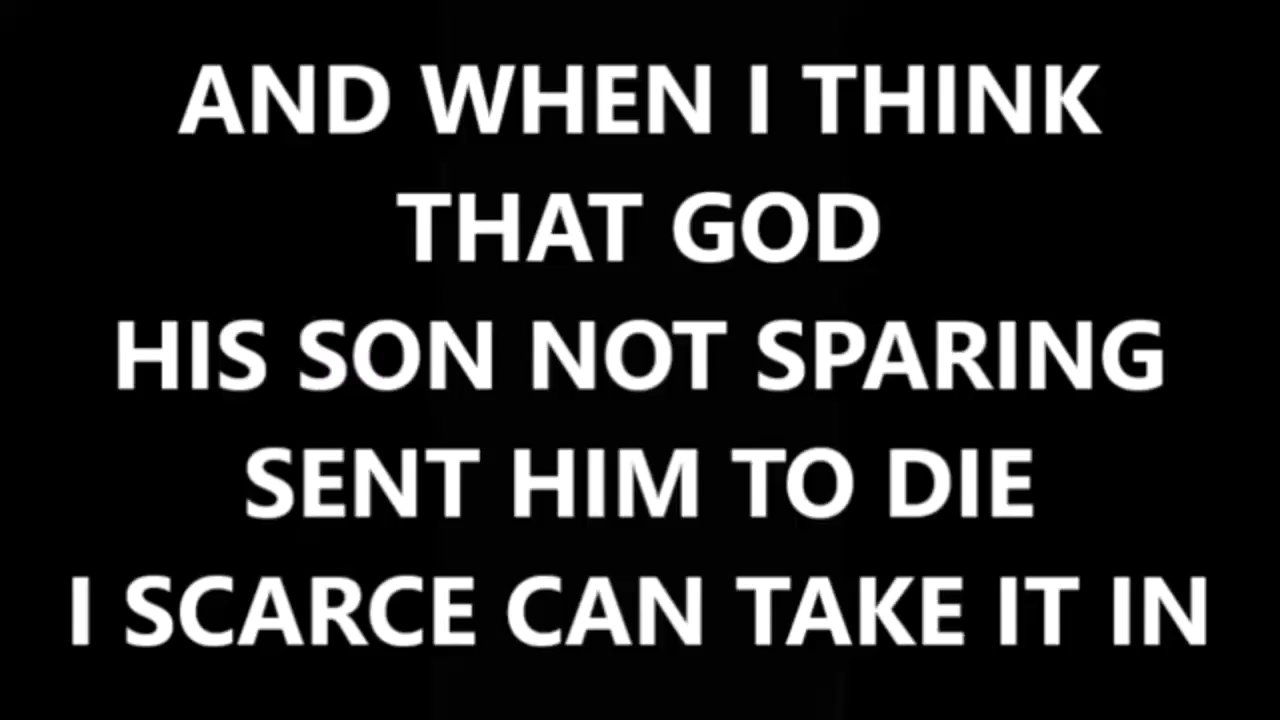 AND WHEN I THINK
THAT GOD
HIS SON NOT SPARING
SENT HIM TO DIE
I SCARCE CAN TAKE IT IN